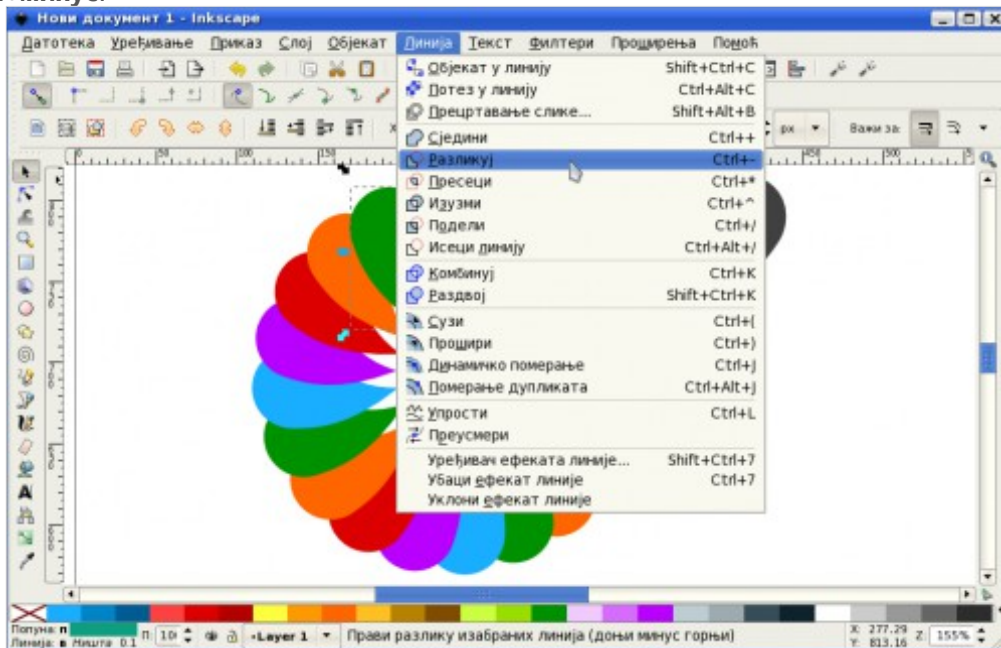 Нови документ 1 - Inkscape
Датотека Уређивање Приказ Слој Објекат Линија Текст Филтери Проширења Помоћ
Објекат у линију Shift+Ctrl+C
Потез у линију Ctrl+Alt+C
Прецртавање слике... Shift+Alt+B
px Важи за:
Сједини Ctrl++
Разликуј Ctrl+-
Пресеци Ctrl+*
Изузми Ctrl+^
Подели Ctrl+/
Исеци линију Ctrl+Alt+/
Комбинуј Ctrl+K
Раздвој Shift+Ctrl+K
Сузи Ctrl+(
Прошири Ctrl+)
Динамичко померање Ctrl+J
Померање дупликата Ctrl+Alt+J
Упрости Ctrl+L
Преусмери
Уређивач ефеката линије... Shift+Ctrl+7
Убаци ефекат линије Ctrl+7
Уклони ефекат линије
Попуна: П: •Layer 1 Прави разлику изабраних линија (доњи минус горњи) X: 277.29 Z: 155%
Линија: Ништа 0.1 Y: 813.16